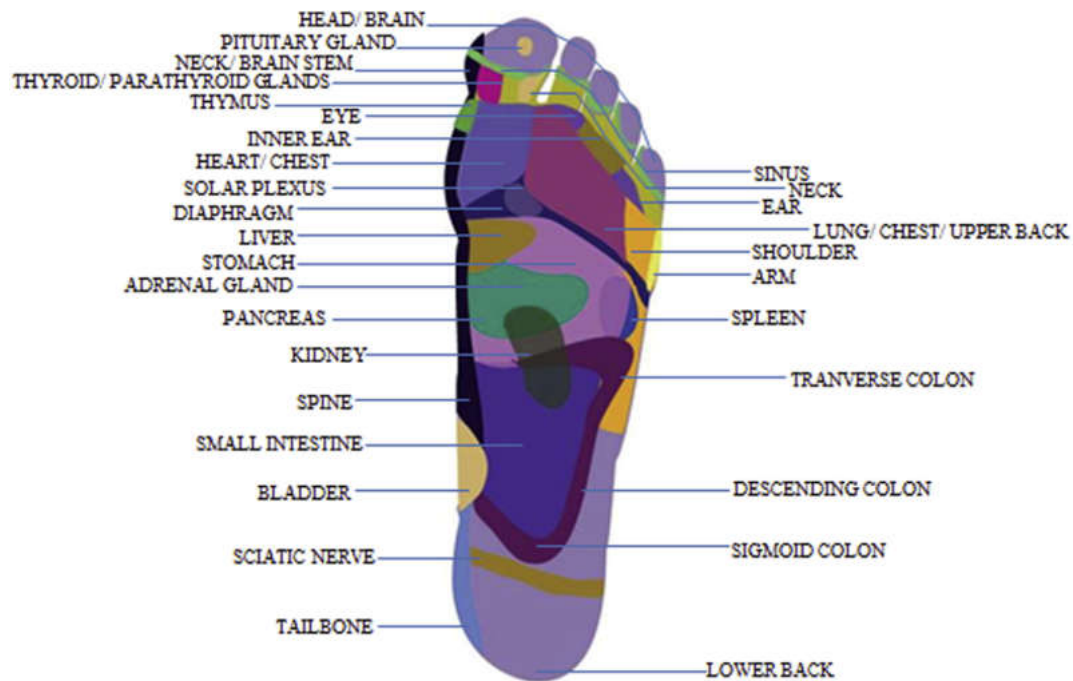 HEAD/ BRAIN
PITUITARY GLAND
NECK/ BRAIN STEM
THYROID/ PARATHYROID GLANDS
THYMUS
EYE
INNER EAR
HEART/ CHEST
SOLAR PLEXUS
DIAPHRAGM
LIVER
STOMACH
ADRENAL GLAND
PANCREAS
KIDNEY
SPINE
SMALL INTESTINE
BLADDER
SCIATIC NERVE
TAILBONE
SINUS
NECK
EAR
LUNG/ CHEST/ UPPER BACK
SHOULDER
ARM
SPLEEN
TRANVERSE COLON
DESCENDING COLON
SIGMOID COLON
LOWER BACK